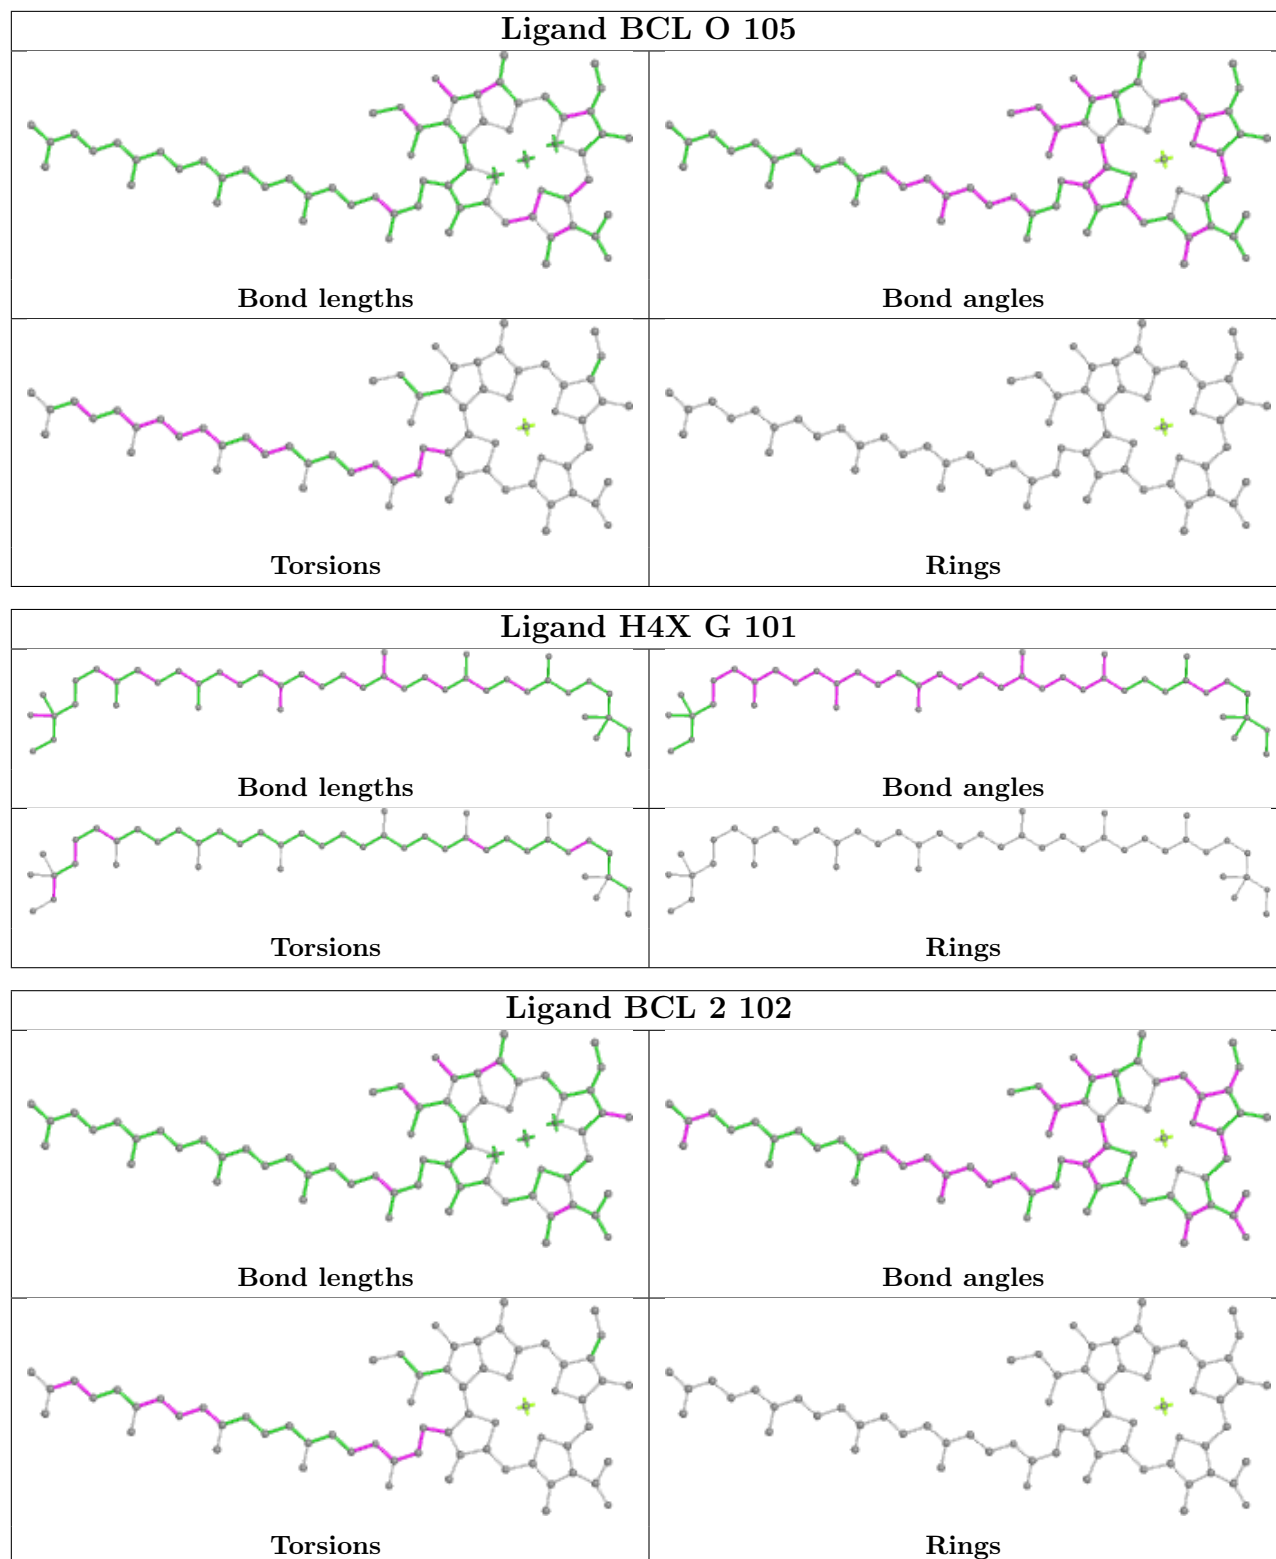 Ligand BCL O 105
Bond lengths
Bond angles
Torsions
Rings
Ligand H4X G 101
Bond lengths
Bond angles
Torsions
Rings
Ligand BCL 2 102
Bond lengths
Bond angles
Torsions
Rings